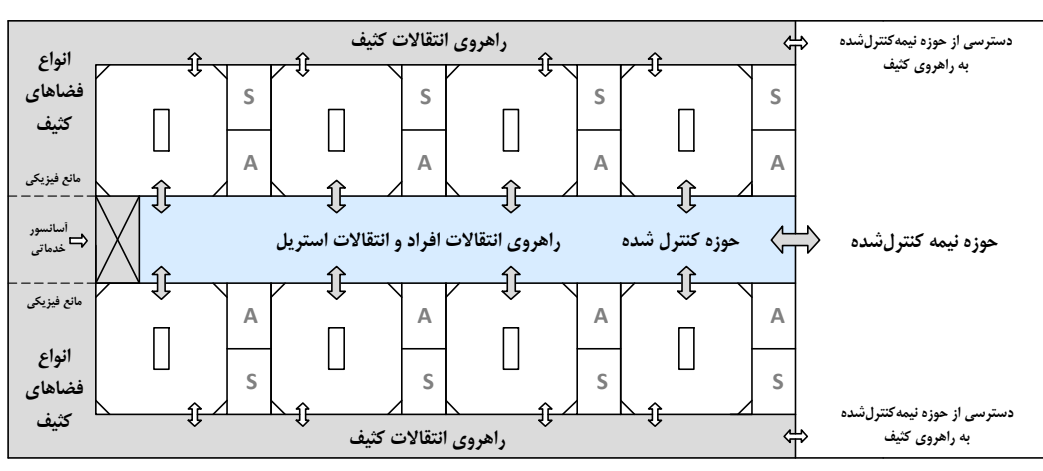 راهروی انتقالات کثیف
دسترسی از حوزه نیمه‌کنترل‌شده
به راهروی کثیف
انواع
فضاهای
کثیف
S S S S
A A A A
مانع فیزیکی
آسانسور
خدماتی
راهروی انتقالات افراد و انتقالات استریل
حوزه کنترل شده
حوزه نیمه کنترل‌شده
مانع فیزیکی
A A A A
S S S S
انواع
فضاهای
کثیف
راهروی انتقالات کثیف
دسترسی از حوزه نیمه‌کنترل‌شده
به راهروی کثیف